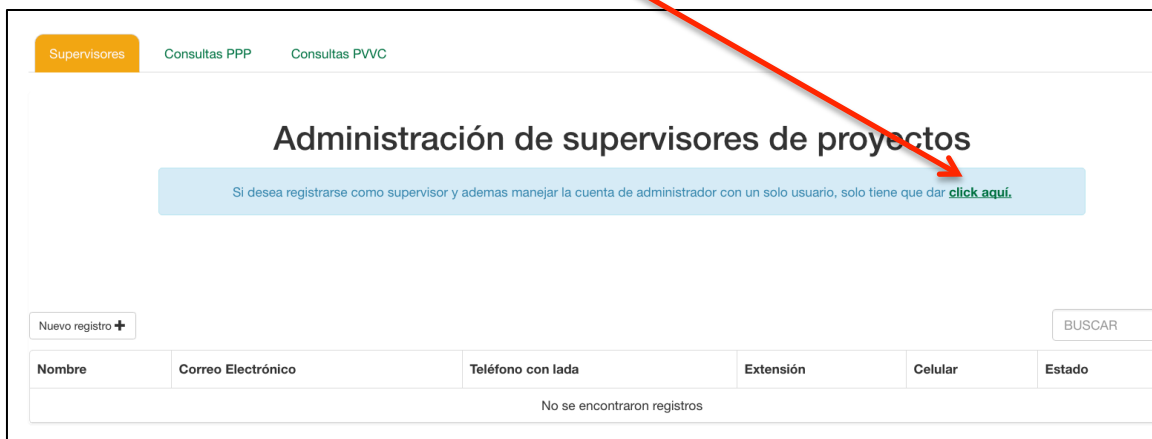 Supervisores Consultas PPP Consultas PVVC
Administración de supervisores de proyectos
Si desea registrarse como supervisor y ademas manejar la cuenta de administrador con un solo usuario, solo tiene que dar click aquí.
Nuevo registro BUSCAR
Nombre Correo Electrónico Teléfono con lada Extensión Celular Estado
No se encontraron registros